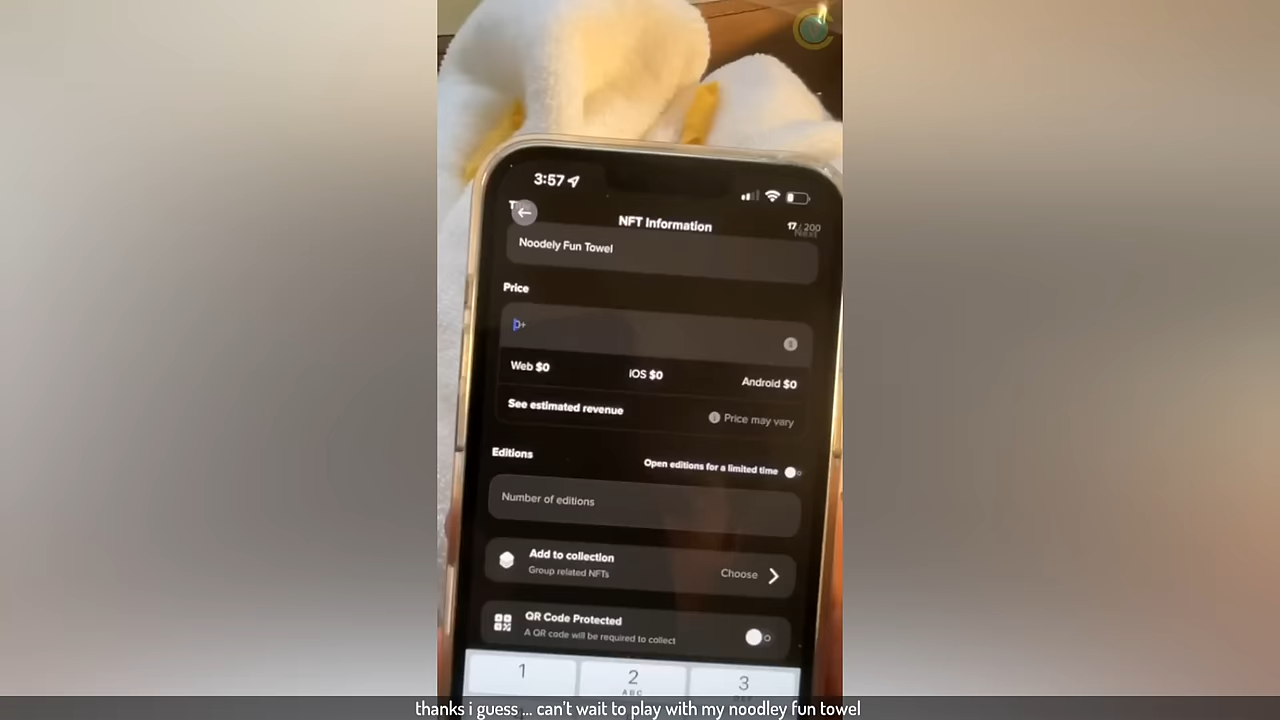 3:57
NFT Information
17/200
Next
Noodely Fun Towel
Price
Web $0
iOS $0
Android $0
See estimated revenue
Price may vary
Editions
Open editions for a limited time
Number of editions
Add to collection
Group related NFTs
Choose
QR Code Protected
A QR code will be required to collect
1
2
ABC
3
thanks i guess ... can't wait to play with my noodley fun towel